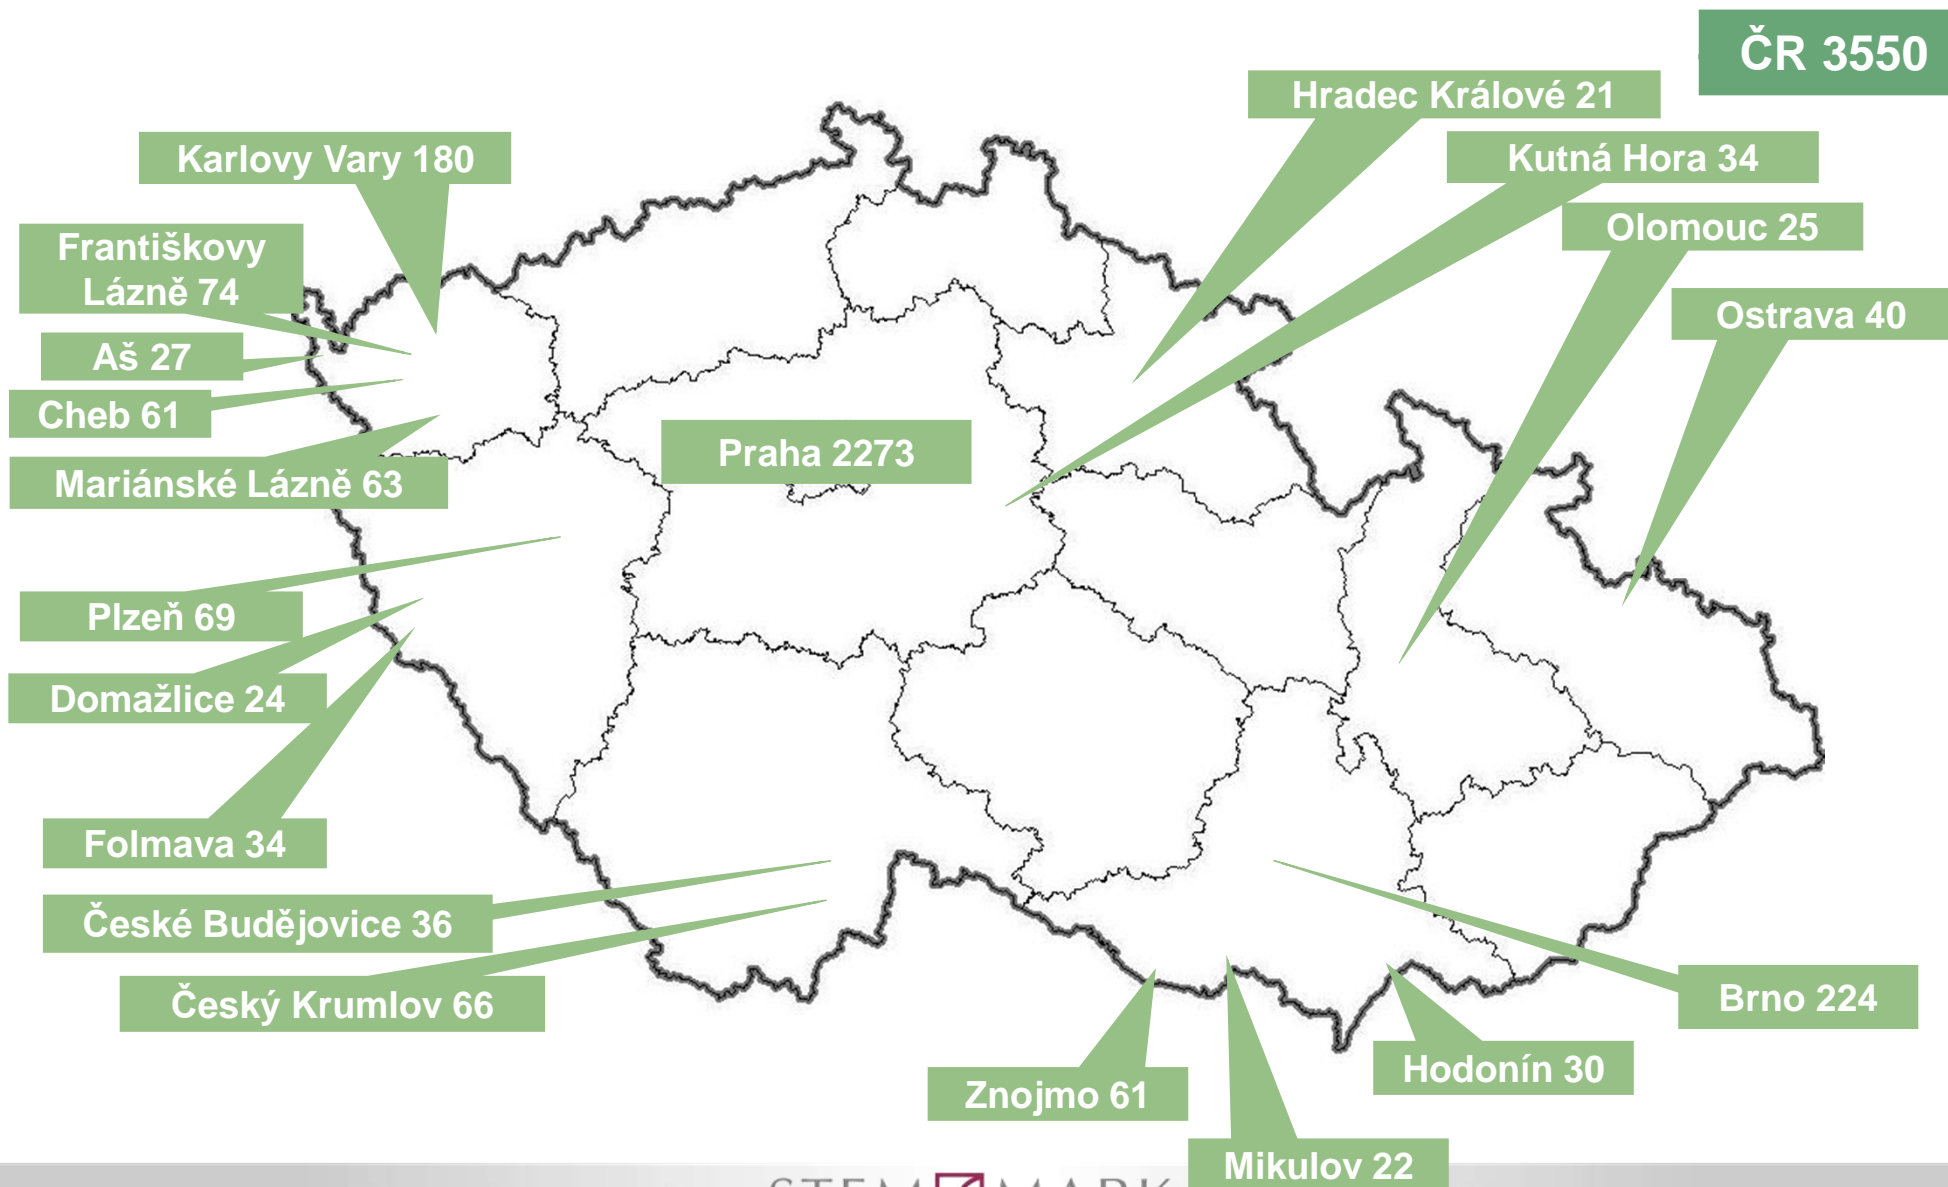 ČR 3550
Hradec Králové 21
Karlovy Vary 180
Kutná Hora 34
Františkovy
Lázně 74
Olomouc 25
Ostrava 40
Aš 27
Cheb 61
Praha 2273
Mariánské Lázně 63
Plzeň 69
Domažlice 24
Folmava 34
České Budějovice 36
Český Krumlov 66
Brno 224
Hodonín 30
Znojmo 61
Mikulov 22
STEM MARK